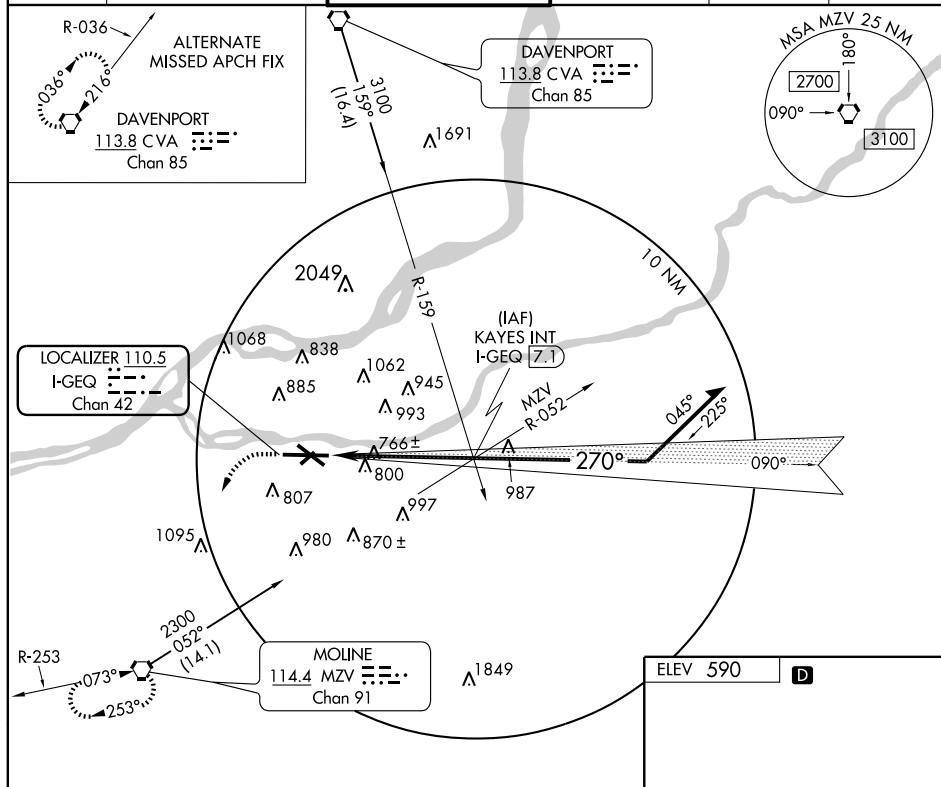 R-036
036°
216°
ALTERNATE
MISSED APCH FIX
DAVENPORT
113.8 CVA
Chan 85
3100
159°
(16.4)
DAVENPORT
113.8 CVA
Chan 85
MSA MZV 25 NM
180°
2700
090°
3100
1691
10 NM
2049
R-159
(IAF)
KAYES INT
I-GEQ 7.1
1068
838
LOCALIZER 110.5
I-GEQ
Chan 42
885
1062
945
993
MZV
R-052
045°
225°
766±
800
270°
090°
987
807
997
1095
980
870±
2300
052°
(14.1)
R-253
073°
253°
MOLINE
114.4 MZV
Chan 91
1849
ELEV 590
D